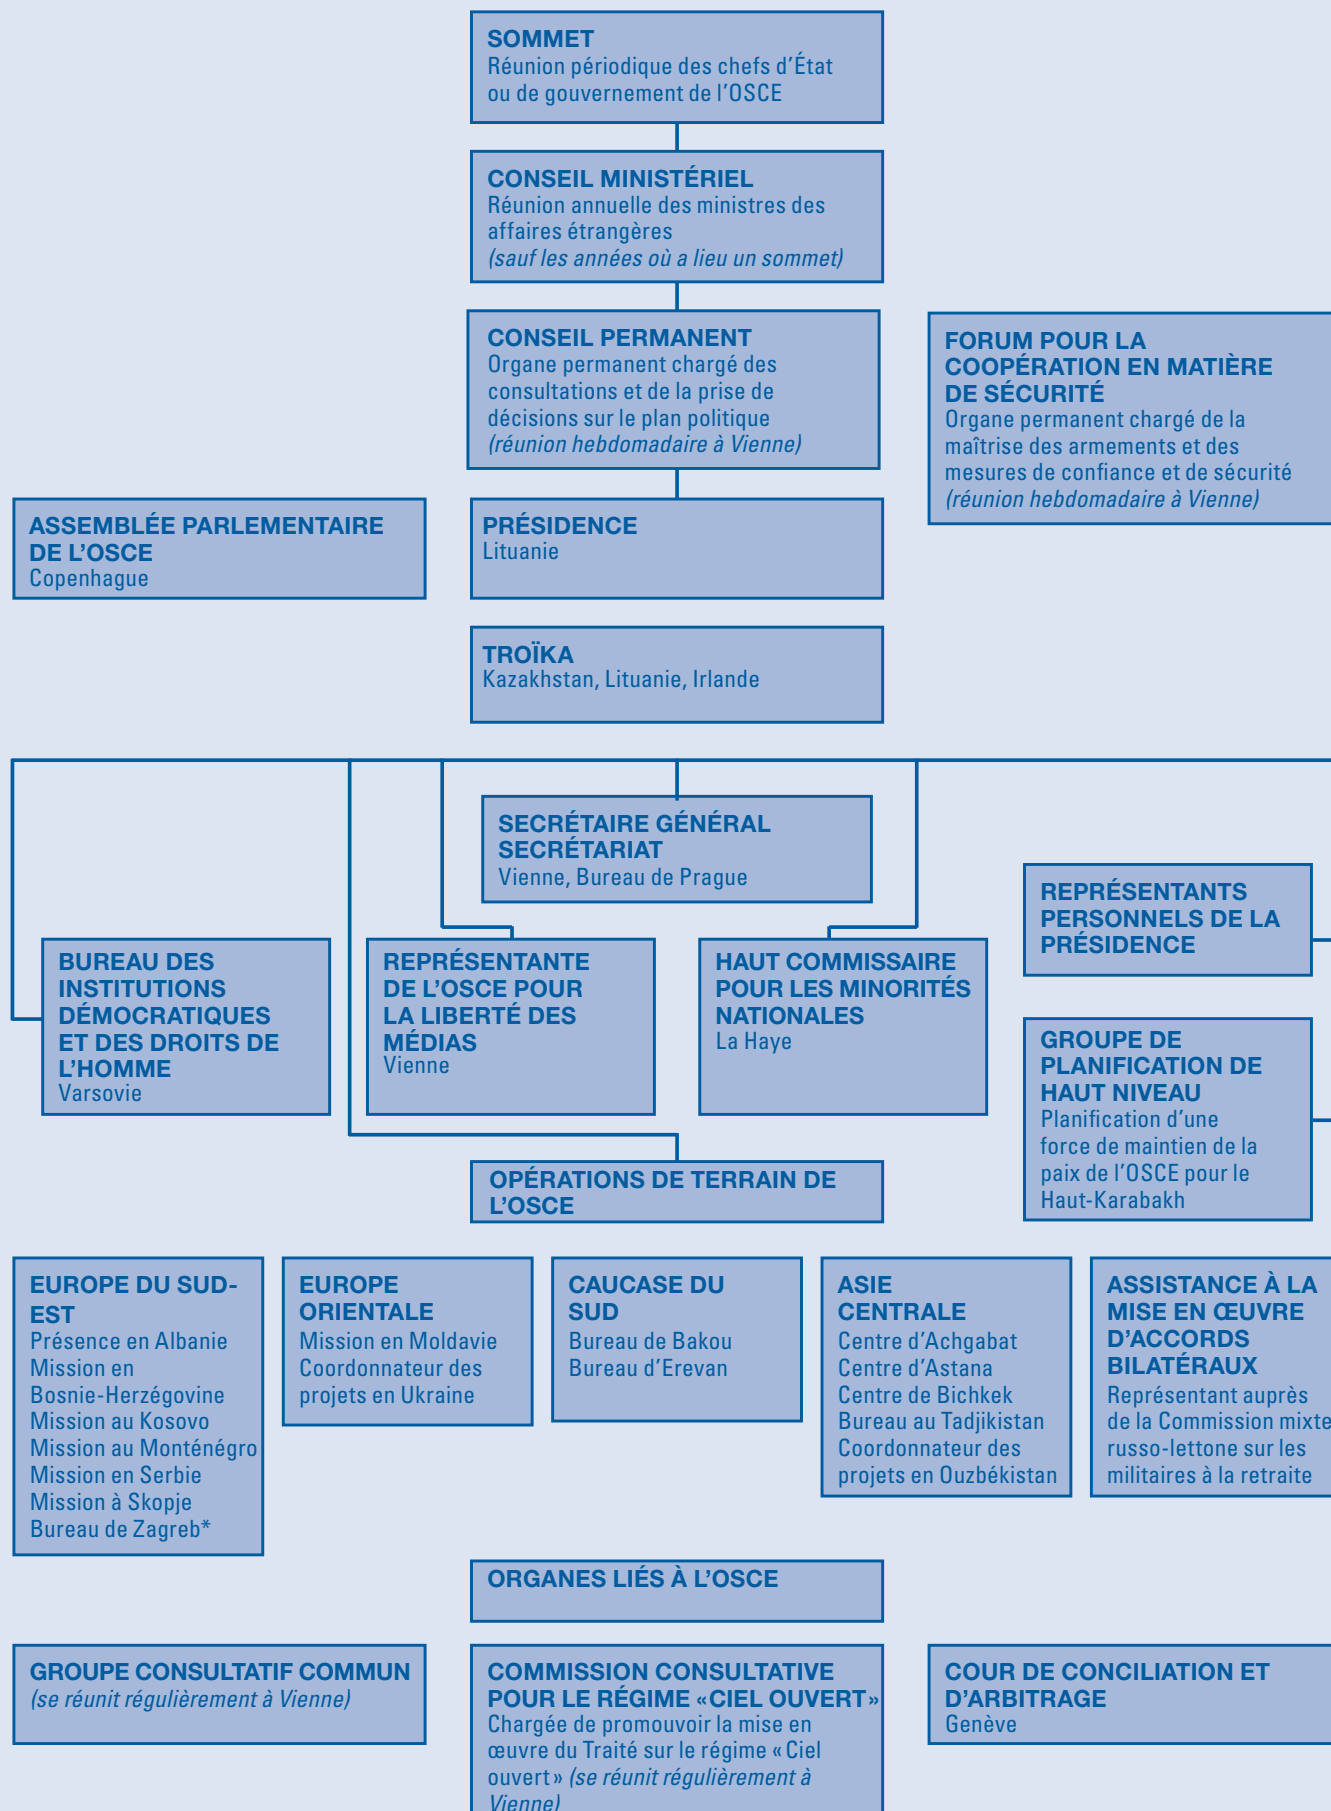 SOMMET
Réunion périodique des chefs d'État
ou de gouvernement de l'OSCE
CONSEIL MINISTÉRIEL
Réunion annuelle des ministres des
affaires étrangères
(sauf les années où a lieu un sommet)
CONSEIL PERMANENT
Organe permanent chargé des
consultations et de la prise de
décisions sur le plan politique
(réunion hebdomadaire à Vienne)
FORUM POUR LA
COOPÉRATION EN MATIÈRE
DE SÉCURITÉ
Organe permanent chargé de la
maîtrise des armements et des
mesures de confiance et de sécurité
(réunion hebdomadaire à Vienne)
ASSEMBLÉE PARLEMENTAIRE
DE L'OSCE
Copenhague
PRÉSIDENCE
Lituanie
TROÏKA
Kazakhstan, Lituanie, Irlande
SECRÉTAIRE GÉNÉRAL
SECRÉTARIAT
Vienne, Bureau de Prague
REPRÉSENTANTS
PERSONNELS DE LA
PRÉSIDENCE
BUREAU DES
INSTITUTIONS
DÉMOCRATIQUES
ET DES DROITS DE
L'HOMME
Varsovie
REPRÉSENTANTE
DE L'OSCE POUR
LA LIBERTÉ DES
MÉDIAS
Vienne
HAUT COMMISSAIRE
POUR LES MINORITÉS
NATIONALES
La Haye
GROUPE DE
PLANIFICATION DE
HAUT NIVEAU
Planification d'une
force de maintien de la
paix de l'OSCE pour le
Haut-Karabakh
OPÉRATIONS DE TERRAIN DE
L'OSCE
EUROPE DU SUD-
EST
Présence en Albanie
Mission en
Bosnie-Herzégovine
Mission au Kosovo
Mission au Monténégro
Mission en Serbie
Mission à Skopje
Bureau de Zagreb*
EUROPE
ORIENTALE
Mission en Moldavie
Coordonnateur des
projets en Ukraine
CAUCASE DU
SUD
Bureau de Bakou
Bureau d'Erevan
ASIE
CENTRALE
Centre d'Achgabat
Centre d'Astana
Centre de Bichkek
Bureau au Tadjikistan
Coordonnateur des
projets en Ouzbékistan
ASSISTANCE À LA
MISE EN ŒUVRE
D'ACCORDS
BILATÉRAUX
Représentant auprès
de la Commission mixte
russo-lettone sur les
militaires à la retraite
ORGANES LIÉS À L'OSCE
GROUPE CONSULTATIF COMMUN
(se réunit régulièrement à Vienne)
COMMISSION CONSULTATIVE
POUR LE RÉGIME «CIEL OUVERT»
Chargée de promouvoir la mise en
œuvre du Traité sur le régime «Ciel
ouvert» (se réunit régulièrement à
Vienne)
COUR DE CONCILIATION ET
D'ARBITRAGE
Genève